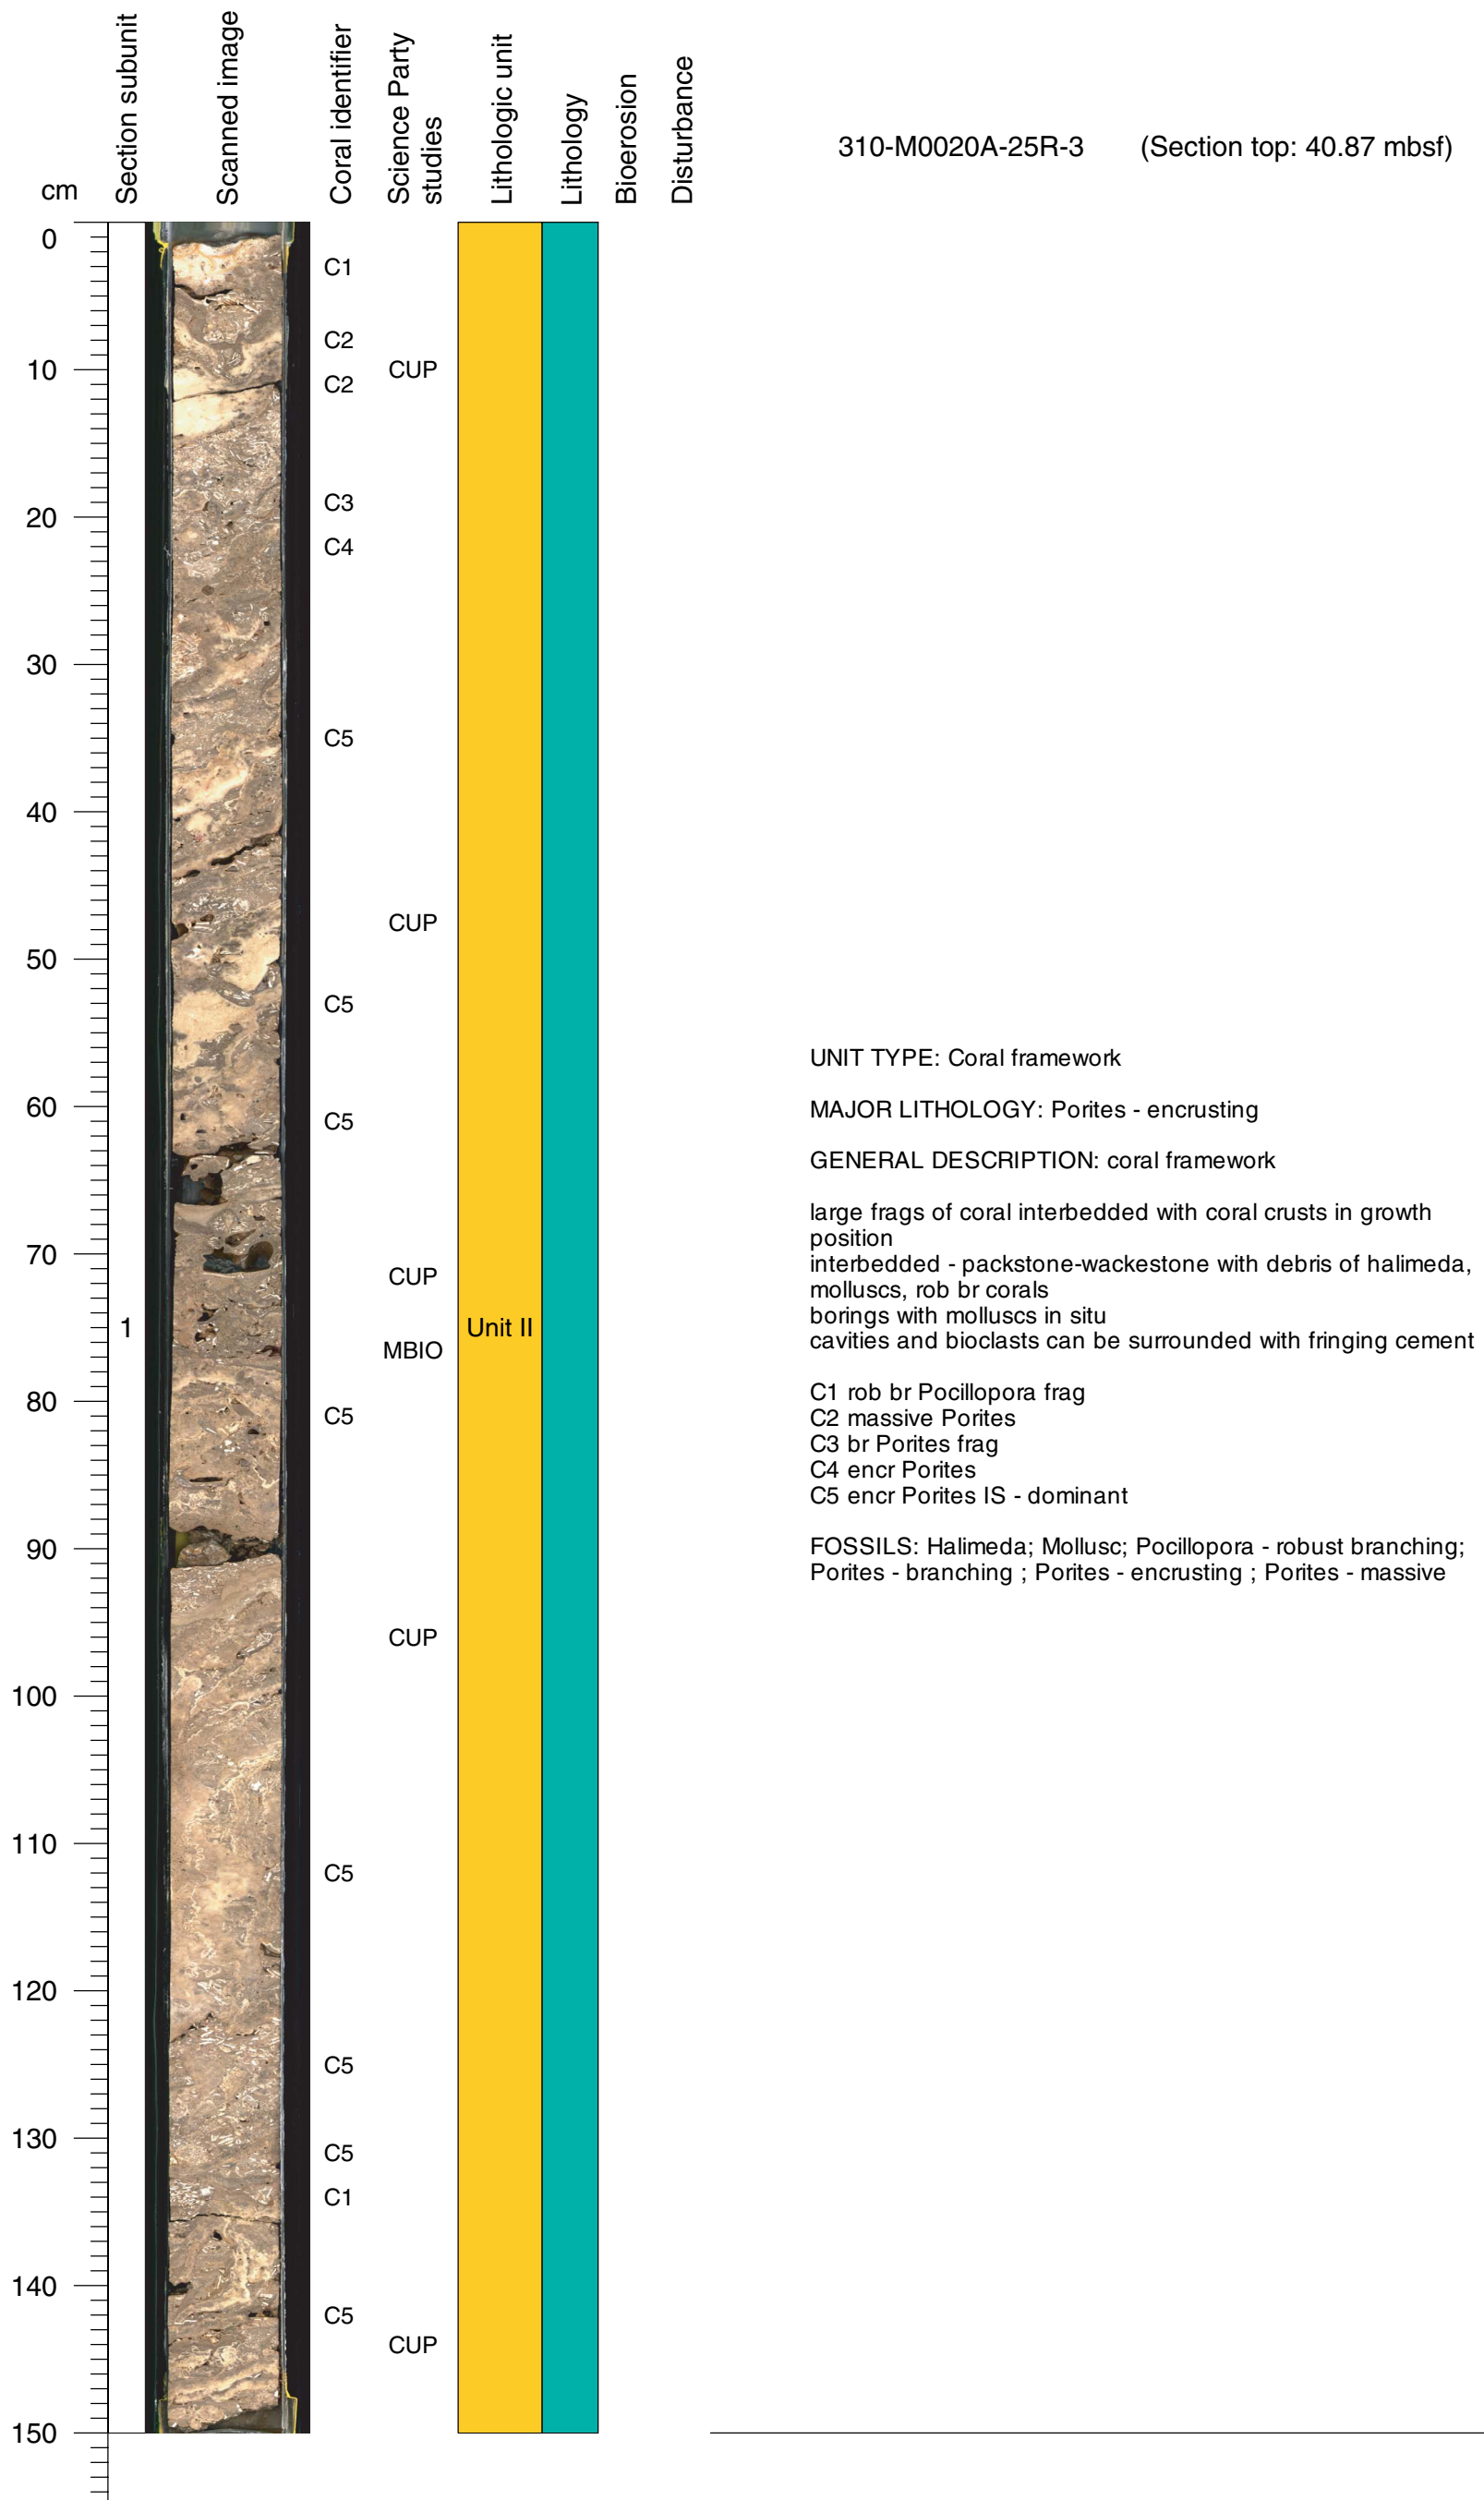 cm
Section subunit
Scanned image
Coral identifier
Science Party
studies
Lithologic unit
Lithology
Bioerosion
Disturbance
310-M0020A-25R-3 (Section top: 40.87 mbsf)
0
C1
C2
10 CUP
C2
C3
20
C4
30
C5
40
CUP
50
C5
60
C5
70
CUP
1 Unit II
MBIO
80
C5
90
CUP
100
110
C5
120
C5
130
C5
C1
140
C5
CUP
150
UNIT TYPE: Coral framework
MAJOR LITHOLOGY: Porites - encrusting
GENERAL DESCRIPTION: coral framework
large frags of coral interbedded with coral crusts in growth
position
interbedded - packstone-wackestone with debris of halimeda,
molluscs, rob br corals
borings with molluscs in situ
cavities and bioclasts can be surrounded with fringing cement
C1 rob br Pocillopora frag
C2 massive Porites
C3 br Porites frag
C4 encr Porites
C5 encr Porites IS - dominant
FOSSILS: Halimeda; Mollusc; Pocillopora - robust branching;
Porites - branching ; Porites - encrusting ; Porites - massive